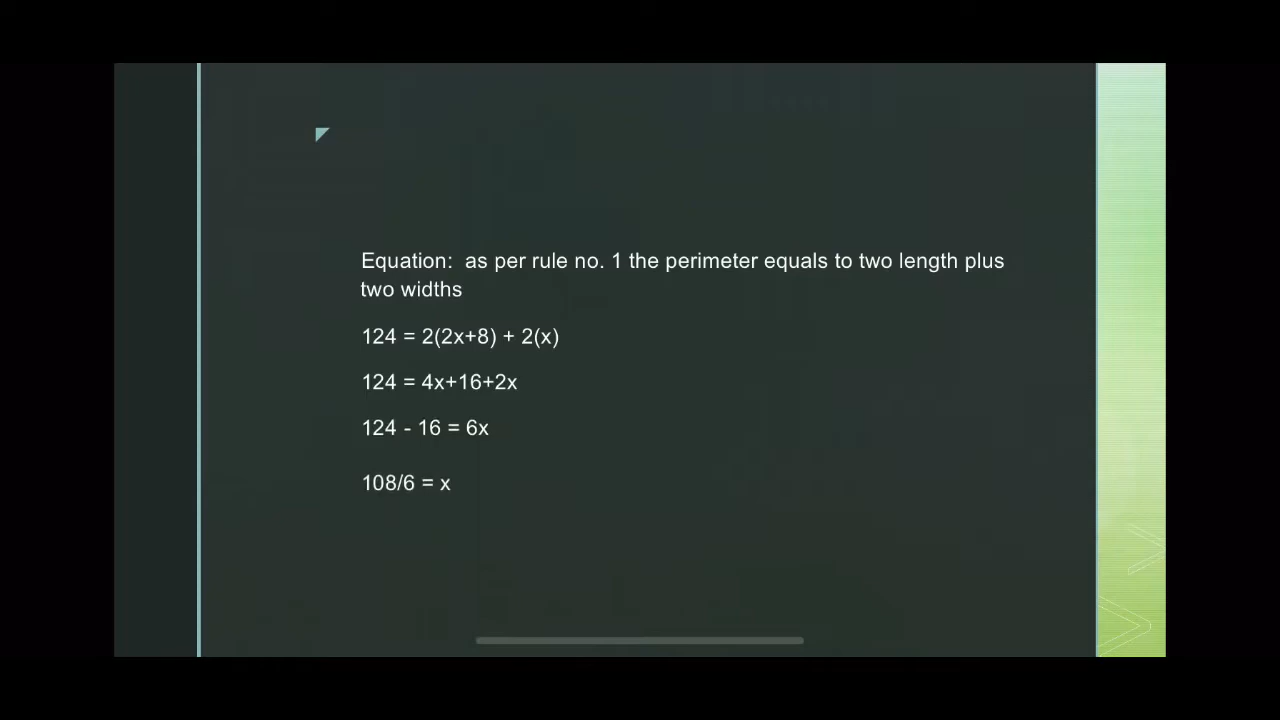 Equation:  as per rule no. 1 the perimeter equals to two length plus
two widths
124 = 2(2x+8) + 2(x)
124 = 4x+16+2x
124 - 16 = 6x
108/6 = x